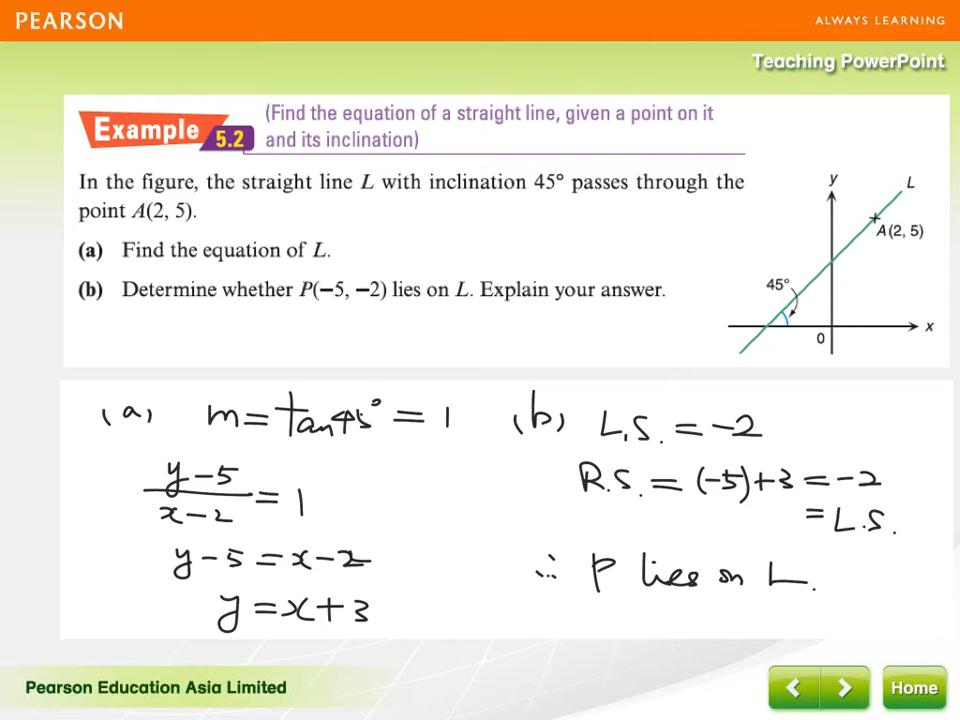 PEARSON
ALWAYS LEARNING
Teaching PowerPoint
Example 5.2
(Find the equation of a straight line, given a point on it
and its inclination)
In the figure, the straight line L with inclination 45° passes through the
point A(2, 5).
(a) Find the equation of L.
(b) Determine whether P(−5, −2) lies on L. Explain your answer.
y
L
A(2, 5)
45°
0
x
(a) m = tan45° = 1
y−5
x−2
= 1
y−5 = x−2
y = x+3
(b) L.S. = −2
R.S. = (−5)+3 = −2
= L.S.
∴ P lies on L.
Pearson Education Asia Limited
Home